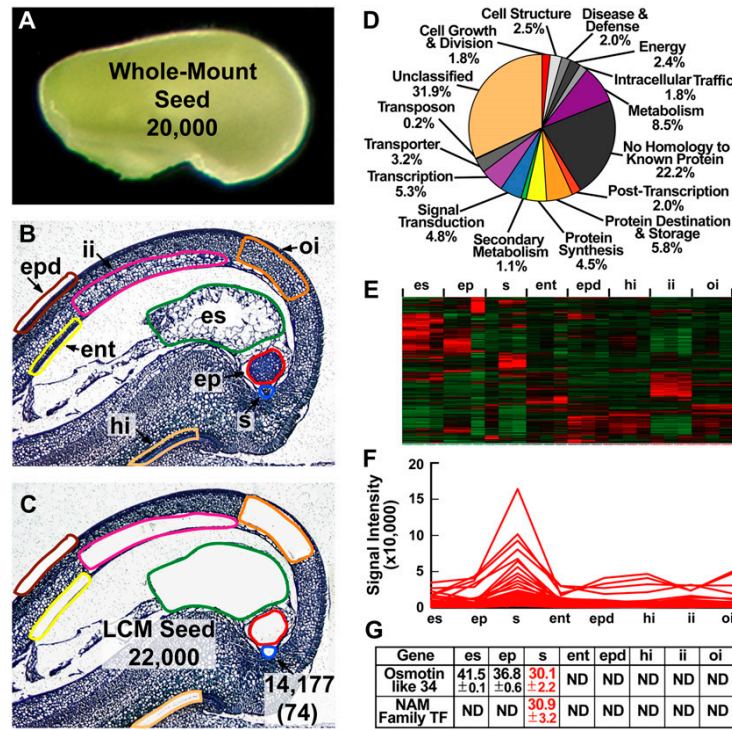 A
Whole-Mount
Seed
20,000
B
epd
ii
oi
es
ent
ep
s
hi
C
LCM Seed
22,000
14,177
(74)
D
Cell Structure
2.5%
Disease &
Defense
2.0%
Cell Growth
& Division
1.8%
Energy
2.4%
Unclassified
31.9%
Intracellular Traffic
1.8%
Transposon
0.2%
Metabolism
8.5%
Transporter
3.2%
No Homology to
Known Protein
22.2%
Transcription
5.3%
Post-Transcription
2.0%
Signal
Transduction
4.8%
Protein Destination
& Storage
5.8%
Secondary
Metabolism
1.1%
Protein
Synthesis
4.5%
E
es ep s ent epd hi ii oi
F
Signal Intensity
(x10,000)
20
15
10
5
0
es ep s ent epd hi ii oi
G
Gene es ep s ent epd hi ii oi
Osmotin like 34 41.5 ±0.1 36.8 ±0.6 30.1 ±2.2 ND ND ND ND ND
NAM Family TF ND ND 30.9 ±3.2 ND ND ND ND ND